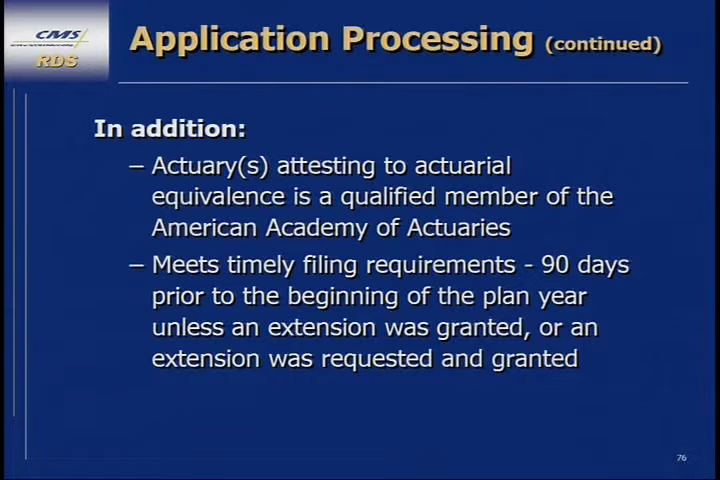 CMS
RDS
Application Processing (continued)
In addition:
– Actuary(s) attesting to actuarial
equivalence is a qualified member of the
American Academy of Actuaries
– Meets timely filing requirements - 90 days
prior to the beginning of the plan year
unless an extension was granted, or an
extension was requested and granted
76